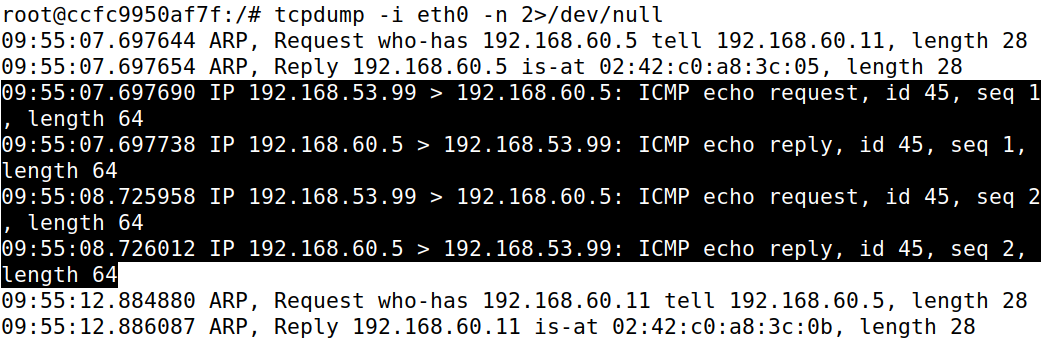 root@ccfc9950af7f:/# tcpdump -i eth0 -n 2>/dev/null
09:55:07.697644 ARP, Request who-has 192.168.60.5 tell 192.168.60.11, length 28
09:55:07.697654 ARP, Reply 192.168.60.5 is-at 02:42:c0:a8:3c:05, length 28
09:55:07.697690 IP 192.168.53.99 > 192.168.60.5: ICMP echo request, id 45, seq 1
, length 64
09:55:07.697738 IP 192.168.60.5 > 192.168.53.99: ICMP echo reply, id 45, seq 1,
length 64
09:55:08.725958 IP 192.168.53.99 > 192.168.60.5: ICMP echo request, id 45, seq 2
, length 64
09:55:08.726012 IP 192.168.60.5 > 192.168.53.99: ICMP echo reply, id 45, seq 2,
length 64
09:55:12.884880 ARP, Request who-has 192.168.60.11 tell 192.168.60.5, length 28
09:55:12.886087 ARP, Reply 192.168.60.11 is-at 02:42:c0:a8:3c:0b, length 28